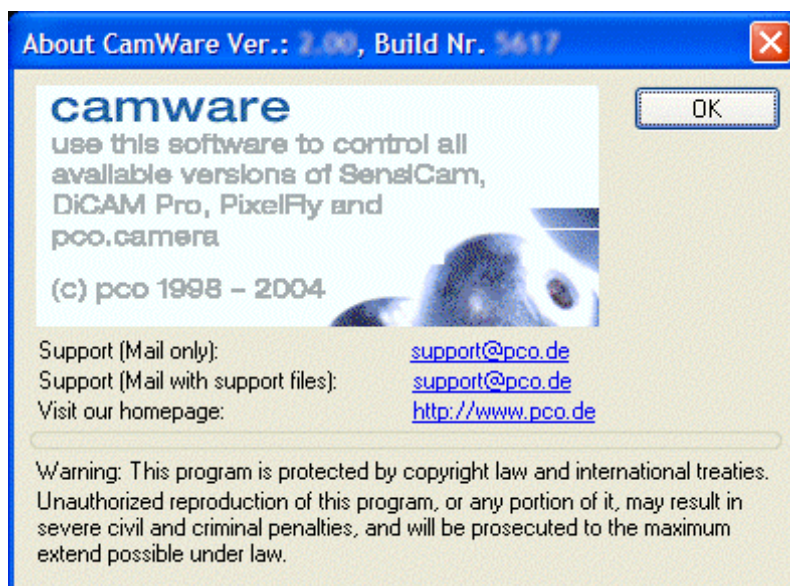 About CamWare Ver.: 2.00, Build Nr. 5617
OK
camware
use this software to control all
available versions of SensiCam,
DiCAM Pro, PixelFly and
pco.camera
(c) pco 1998 - 2004
Support (Mail only): support@pco.de
Support (Mail with support files): support@pco.de
Visit our homepage: http://www.pco.de
Warning: This program is protected by copyright law and international treaties.
Unauthorized reproduction of this program, or any portion of it, may result in
severe civil and criminal penalties, and will be prosecuted to the maximum
extend possible under law.